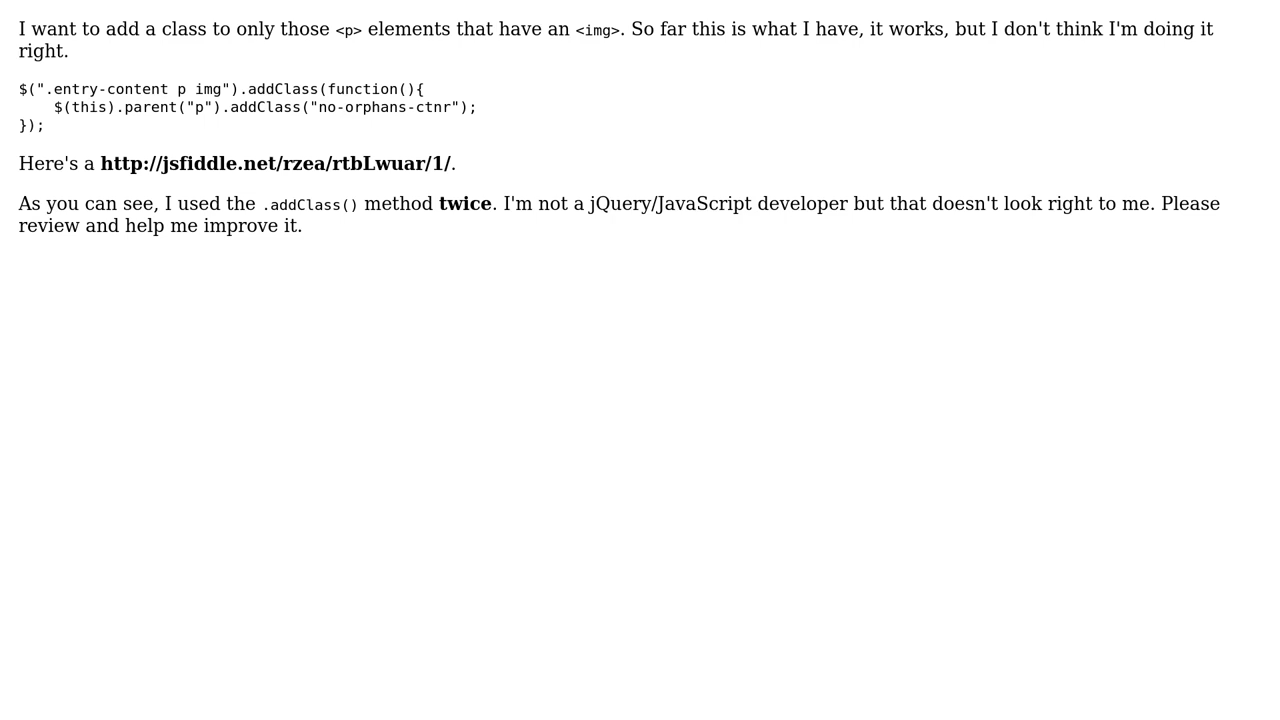 I want to add a class to only those <p> elements that have an <img>. So far this is what I have, it works, but I don't think I'm doing it
right.
$(".entry-content p img").addClass(function(){
    $(this).parent("p").addClass("no-orphans-ctnr");
});
Here's a http://jsfiddle.net/rzea/rtbLwuar/1/.
As you can see, I used the .addClass() method twice. I'm not a jQuery/JavaScript developer but that doesn't look right to me. Please
review and help me improve it.